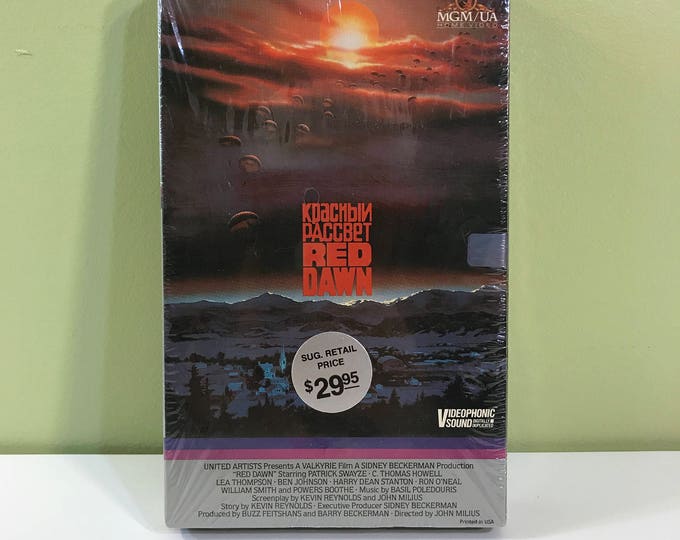 MGM/UA
HOME VIDEO
КРАСНЫЙ
РАССВЕТ
RED
DAWN
SUG. RETAIL
PRICE
$29.95
VIDEOPHONIC
SOUND DIGITALLY
DUPLICATED
UNITED ARTISTS Presents A VALKYRIE Film A SIDNEY BECKERMAN Production
"RED DAWN" Starring PATRICK SWAYZE · C. THOMAS HOWELL
LEA THOMPSON · BEN JOHNSON · HARRY DEAN STANTON · RON O'NEAL
WILLIAM SMITH and POWERS BOOTHE · Music by BASIL POLEDOURIS
Screenplay by KEVIN REYNOLDS and JOHN MILIUS
Story by KEVIN REYNOLDS · Executive Producer SIDNEY BECKERMAN
Produced by BUZZ FEITSHANS and BARRY BECKERMAN · Directed by JOHN MILIUS
Printed in USA